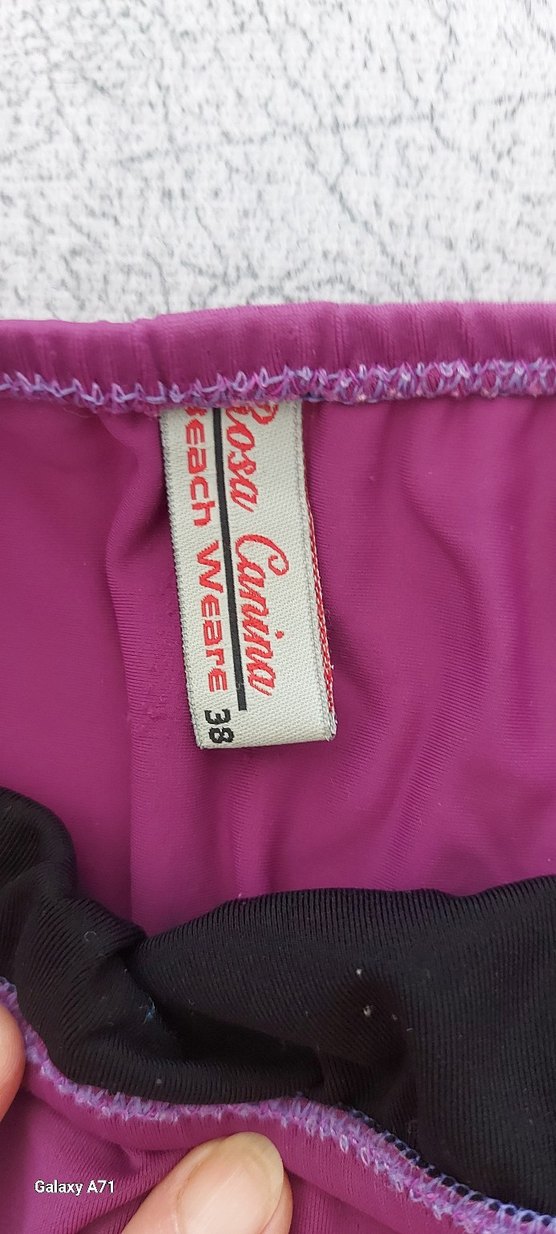 Rosa Canina
Beach Weare
38
Galaxy A71